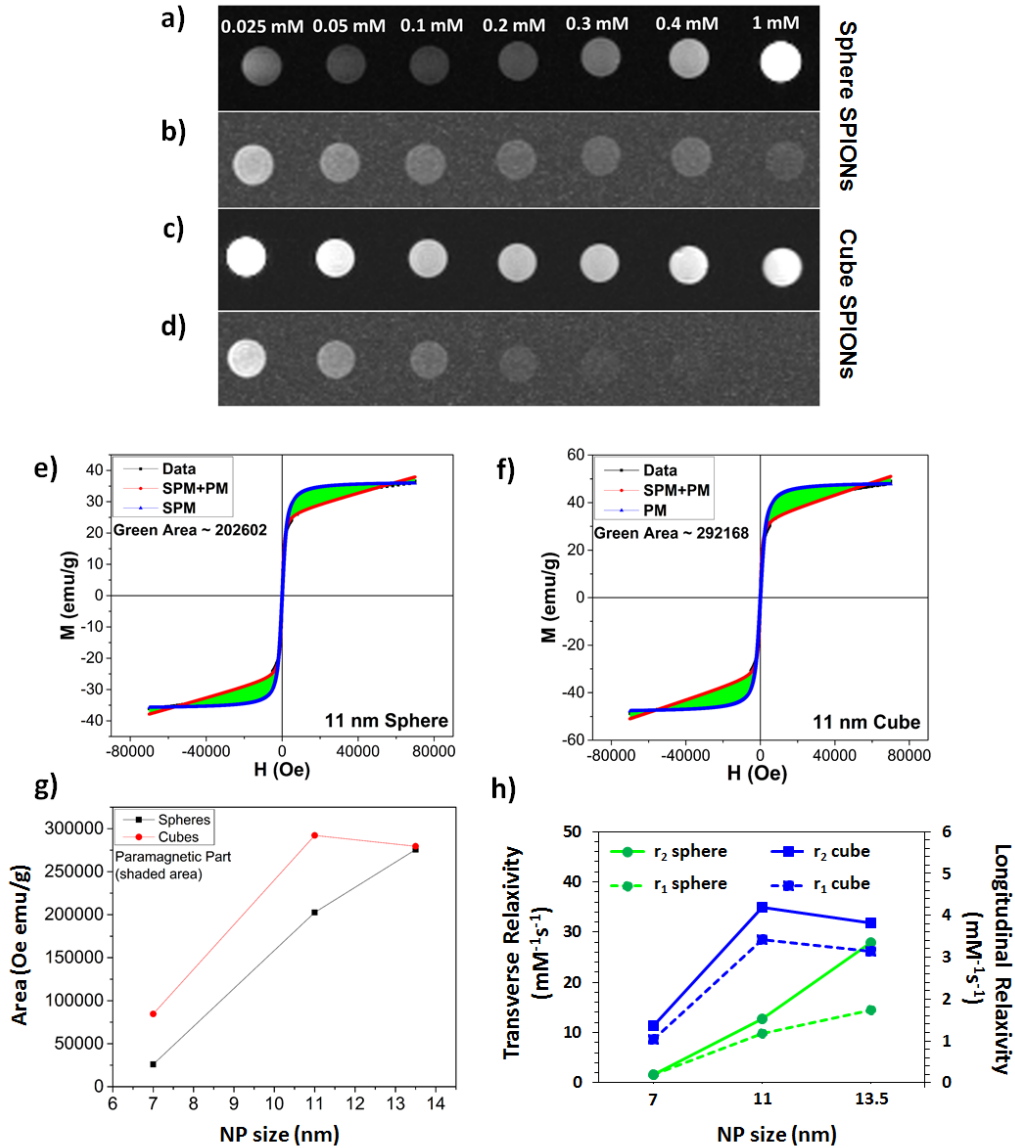 a)
0.025 mM 0.05 mM 0.1 mM 0.2 mM 0.3 mM 0.4 mM 1 mM
Sphere SPIONs
b)
c)
Cube SPIONs
d)
e)
Data
SPM+PM
SPM
Green Area ~ 202602
40
30
20
10
0
-10
-20
-30
-40
M (emu/g)
11 nm Sphere
-80000 -40000 0 40000 80000
H (Oe)
f)
Data
SPM+PM
PM
Green Area ~ 292168
60
40
20
0
-20
-40
-60
M (emu/g)
11 nm Cube
-80000 -40000 0 40000 80000
H (Oe)
g)
Spheres
Cubes
Paramagnetic Part
(shaded area)
300000
250000
200000
150000
100000
50000
0
Area (Oe emu/g)
6 7 8 9 10 11 12 13 14
NP size (nm)
h)
r₂ sphere
r₂ cube
r₁ sphere
r₁ cube
50
40
30
20
10
0
Transverse Relaxivity
(mM⁻¹s⁻¹)
6
5
4
3
2
1
0
Longitudinal Relaxivity
(mM⁻¹s⁻¹)
7 11 13.5
NP size (nm)